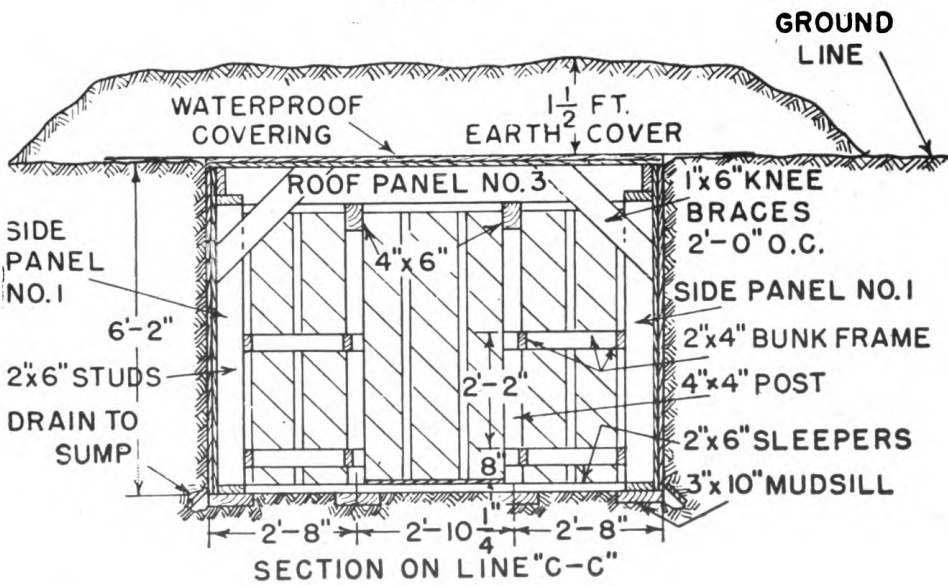 GROUND
LINE
WATERPROOF
COVERING
1 1/2 FT.
EARTH COVER
ROOF PANEL NO. 3
1"x6" KNEE
BRACES
2'-0" O.C.
SIDE
PANEL
NO. 1
4"x6"
SIDE PANEL NO. 1
6'-2"
2"x4" BUNK FRAME
2"x6" STUDS
2'-2"
4"x4" POST
DRAIN TO
SUMP
8"
2"x6" SLEEPERS
3"x10" MUDSILL
2'-8"
2'-10 1/4"
2'-8"
SECTION ON LINE "C-C"